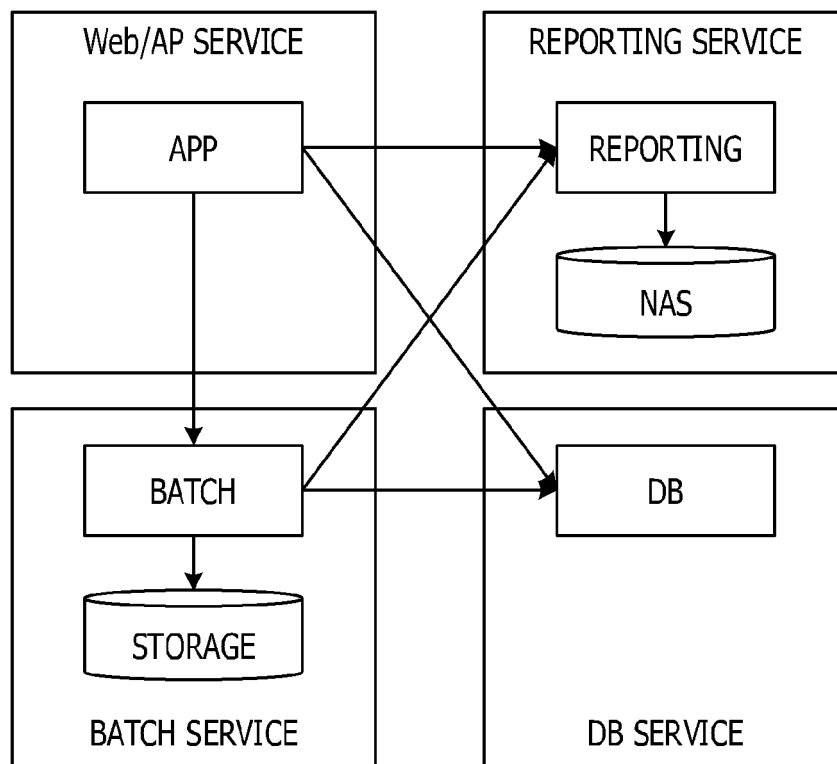 Web/AP SERVICE
REPORTING SERVICE
APP
REPORTING
NAS
BATCH
DB
STORAGE
BATCH SERVICE
DB SERVICE